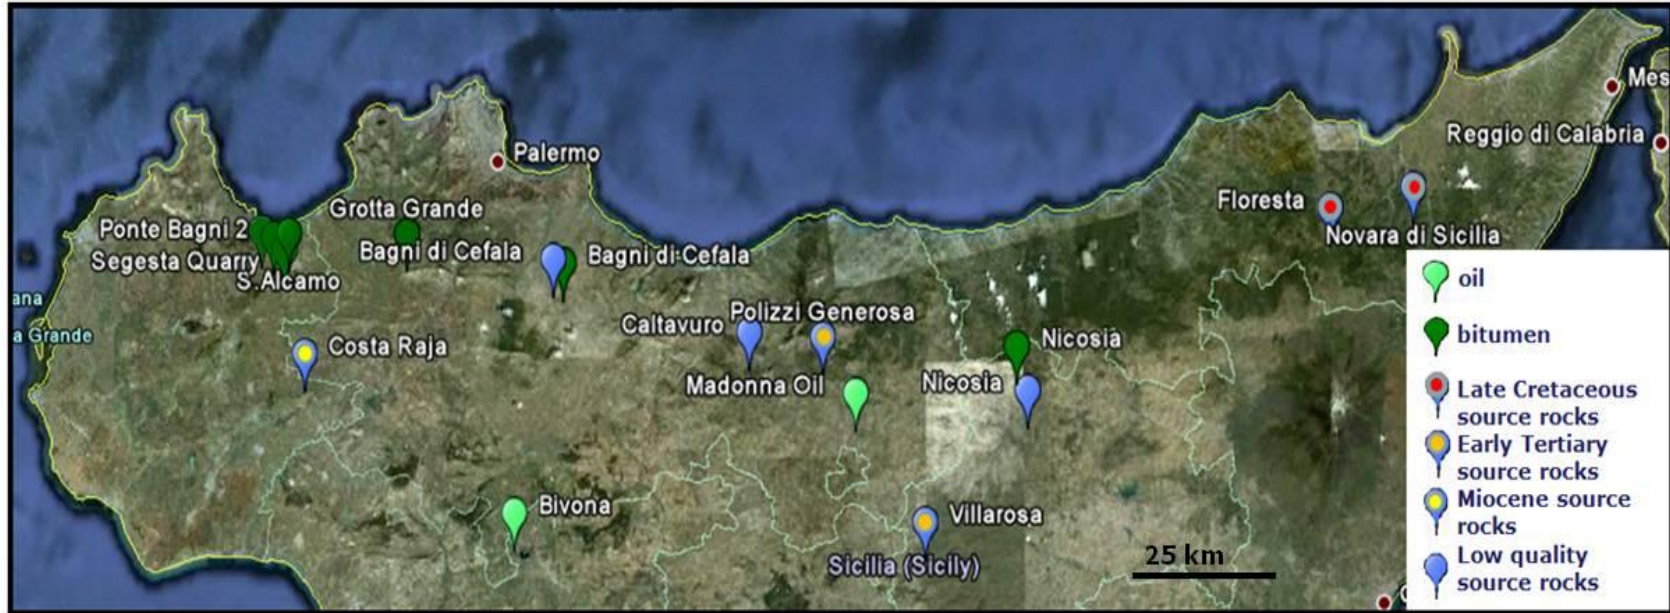 Palermo
Mes
Reggio di Calabria
Grotta Grande
Ponte Bagni 2
Segesta Quarry
S.Alcamo
Bagni di Cefala
Bagni di Cefala
Floresta
Novara di Sicilia
ana
a Grande
Costa Raja
Caltavuro
Polizzi Generosa
Nicosia
Madonna Oil
Nicosia
Bivona
Villarosa
Sicilia (Sicily)
25 km
oil
bitumen
Late Cretaceous
source rocks
Early Tertiary
source rocks
Miocene source
rocks
Low quality
source rocks